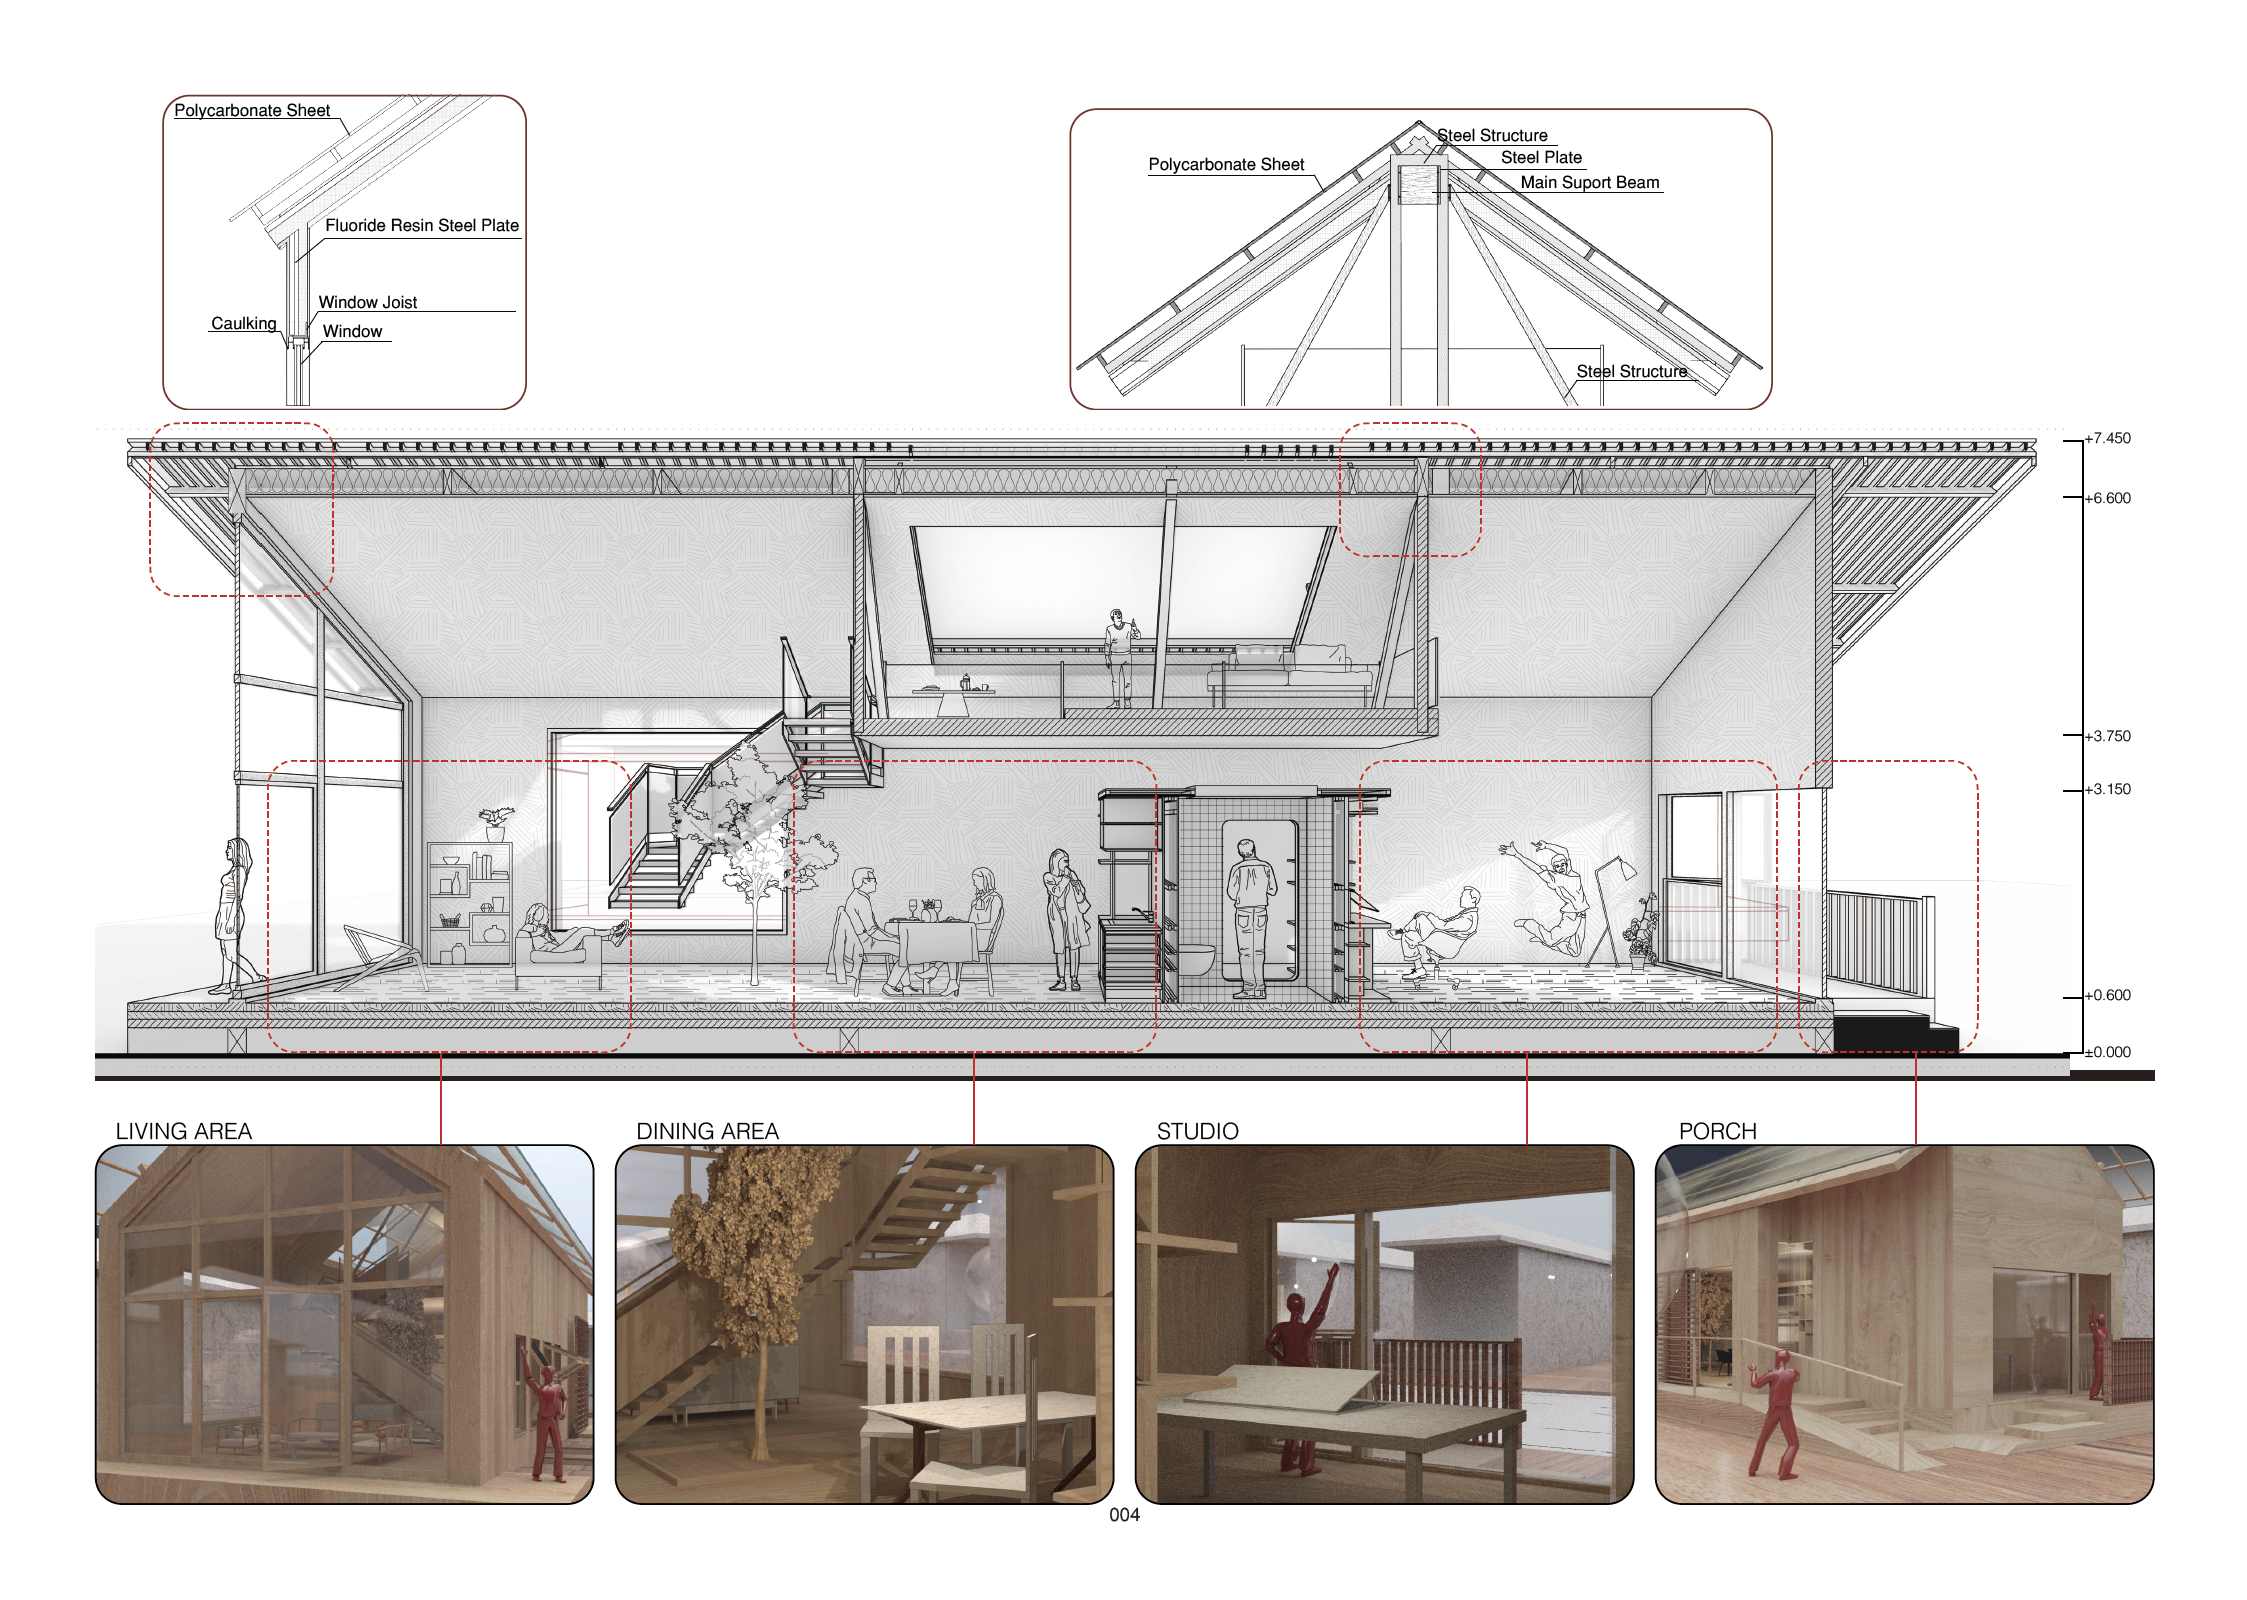 Polycarbonate Sheet
Fluoride Resin Steel Plate
Window Joist
Caulking
Window
Steel Structure
Steel Plate
Polycarbonate Sheet
Main Suport Beam
Steel Structure
+7.450
+6.600
+3.750
+3.150
+0.600
±0.000
LIVING AREA
DINING AREA
STUDIO
PORCH
004